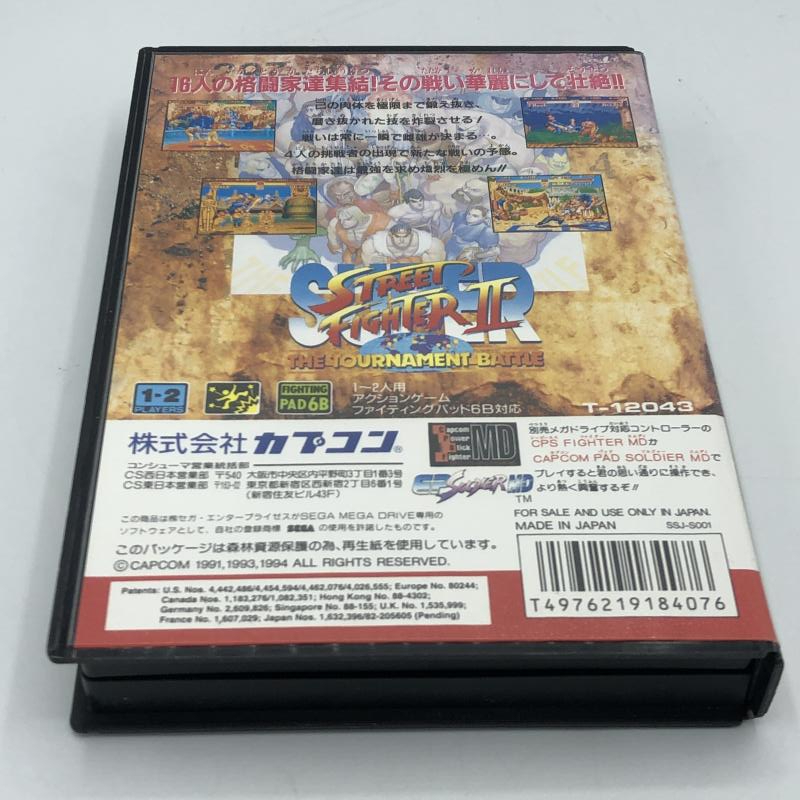 16人の格闘家達集結!その戦い華麗にして壮絶!!
己の肉体を極限まで鍛え抜き、
磨き抜かれた技を炸裂させる!
戦いは常に一瞬で雌雄が決まる…。
4人の挑戦者の出現で新たな戦いの予感。
格闘家達は最強を求め熾烈を極めん!!
SUPER
STREET
FIGHTER II
THE TOURNAMENT BATTLE
1-2
PLAYERS
FIGHTING
PAD 6B
1〜2人用
アクションゲーム
ファイティングパッド6B対応
T-12043
株式会社カプコン®
コンシューマ営業統括部
CS西日本営業部 〒540 大阪市中央区内平野町3丁目1番3号
CS東日本営業部 〒163-02 東京都新宿区西新宿2丁目6番1号
(新宿住友ビル43F)
Capcom
Power
Stick
Fighter
MD
SUPER MD
TM
別売メガドライブ対応コントローラーの
CPS FIGHTER MDか
CAPCOM PAD SOLDIER MDで
プレイすると君の思い通りに操作でき、
より熱く興奮するぞ!!
この商品は㈱セガ・エンタープライゼスがSEGA MEGA DRIVE専用の
ソフトウェアとして、自社の登録商標 SEGA の使用を許諾したものです。
このパッケージは森林資源保護の為、再生紙を使用しています。
©CAPCOM 1991,1993,1994 ALL RIGHTS RESERVED.
FOR SALE AND USE ONLY IN JAPAN.
MADE IN JAPAN
SSJ-S001
Patents: U.S. Nos. 4,442,486/4,454,594/4,462,076/4,026,555; Europe No. 80244;
Canada Nos. 1,183,276/1,082,351; Hong Kong No. 88-4302;
Germany No. 2,609,826; Singapore No. 88-155; U.K. No. 1,535,999;
France No. 1,607,029; Japan Nos. 1,632,396/82-205605 (Pending)
T4976219184076